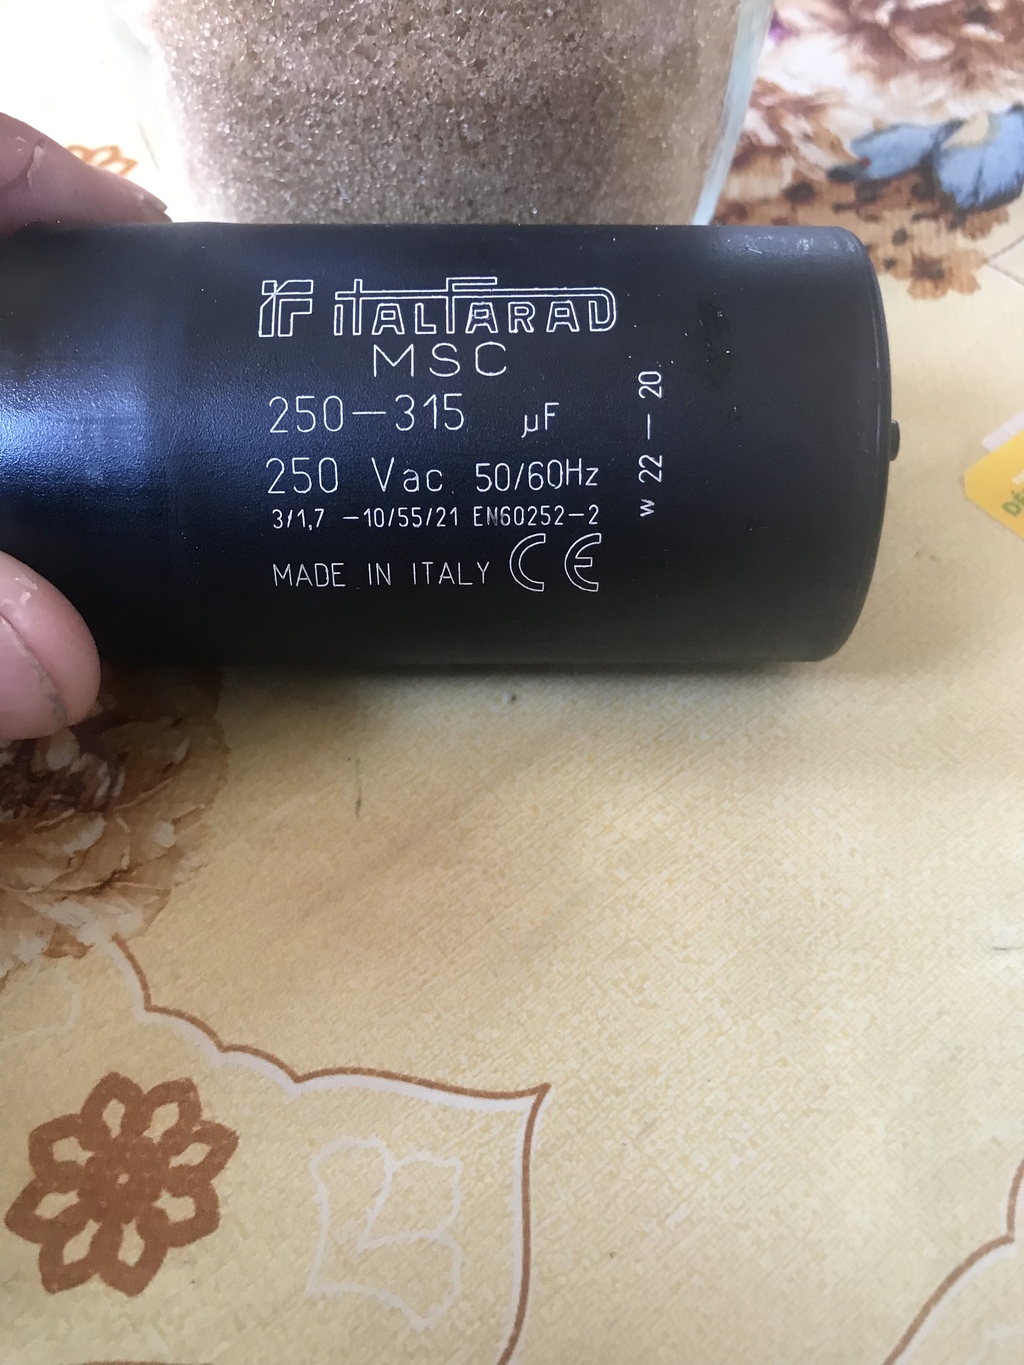 iF ITALFARAD
MSC
250-315 µF
250 Vac 50/60Hz
3/1,7 -10/55/21 EN60252-2
MADE IN ITALY CE
W 22 - 20